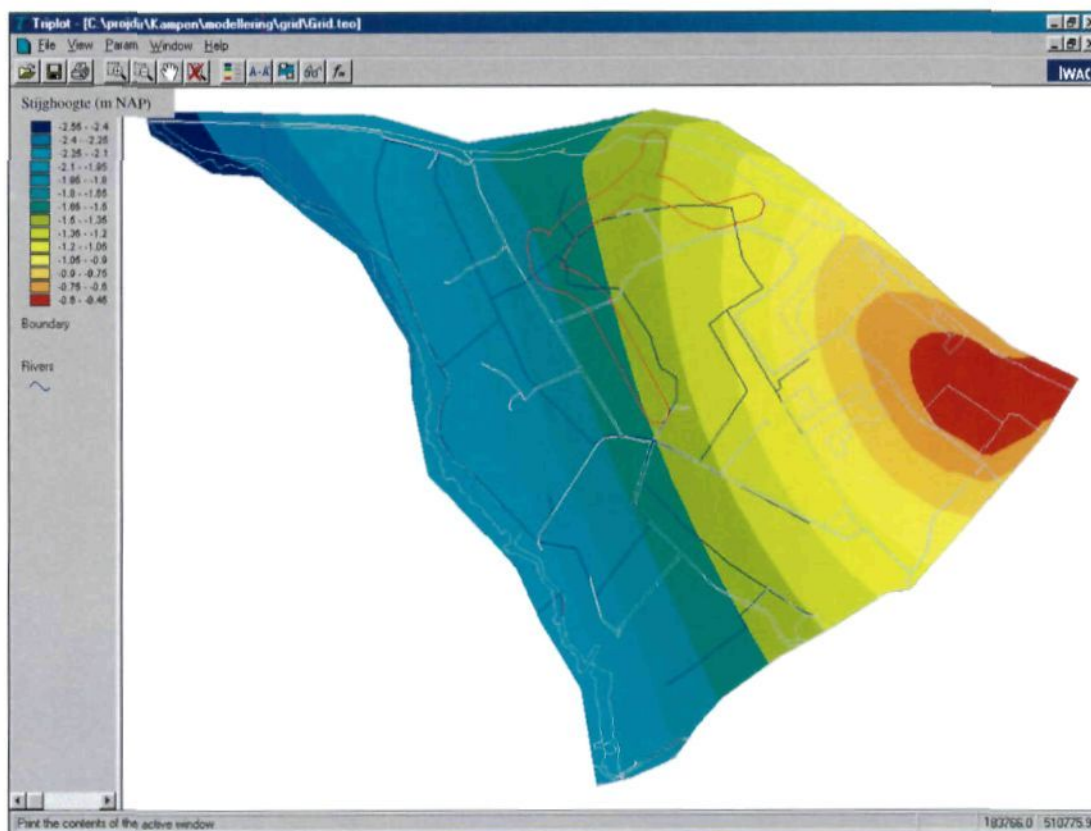 Triplot - [C:\projdir\Kampen\modellering\grid\Grid.teo]
File View Param Window Help
A-A'
IWACO
Stijghoogte (m NAP)
-2.55 - -2.4
-2.4 - -2.25
-2.25 - -2.1
-2.1 - -1.95
-1.95 - -1.8
-1.8 - -1.65
-1.65 - -1.5
-1.5 - -1.35
-1.35 - -1.2
-1.2 - -1.05
-1.05 - -0.9
-0.9 - -0.75
-0.75 - -0.6
-0.6 - -0.45
Boundary
Rivers
Print the contents of the active window
183766.0 510775.8